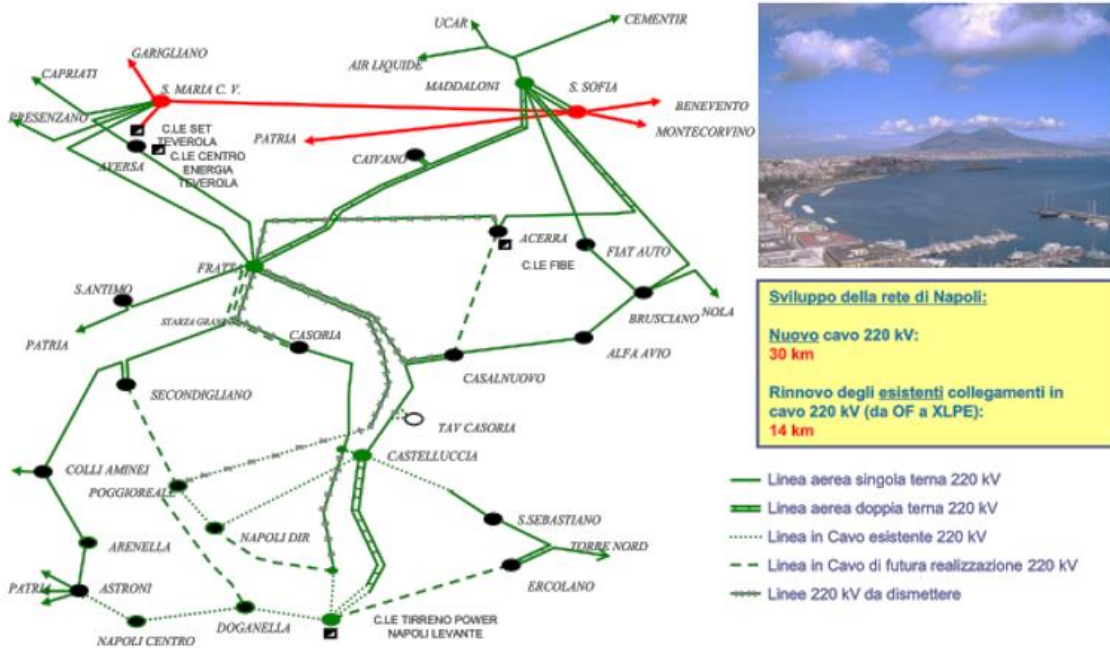 UCAR
CEMENTIR
GARIGLIANO
CAPRIATI
AIR LIQUIDE
S. MARIA C. V.
MADDALONI
S. SOFIA
PRESENZANO
BENEVENTO
C.LE SET
TEVEROLA
PATRIA
MONTECORVINO
AVERSA
C.LE CENTRO
ENERGIA
TEVEROLA
CAIVANO
ACERRA
FIAT AUTO
C.LE FIBE
S.ANTIMO
NOLA
BRUSCIANO
PATRIA
CASORIA
ALFA AVIO
CASALNUOVO
SECONDIGLIANO
TAV CASORIA
CASTELLUCCIA
COLLI AMINEI
POGGIOREALE
S.SEBASTIANO
NAPOLI DIR
TORRE NORD
ARENELLA
ERCOLANO
PATRIA
ASTRONI
DOGANELLA
C.LE TIRRENO POWER
NAPOLI LEVANTE
NAPOLI CENTRO
Sviluppo della rete di Napoli:
Nuovo cavo 220 kV:
30 km
Rinnovo degli esistenti collegamenti in
cavo 220 kV (da OF a XLPE):
14 km
Linea aerea singola terna 220 kV
Linea aerea doppia terna 220 kV
Linea in Cavo esistente 220 kV
Linea in Cavo di futura realizzazione 220 kV
Linee 220 kV da dismettere